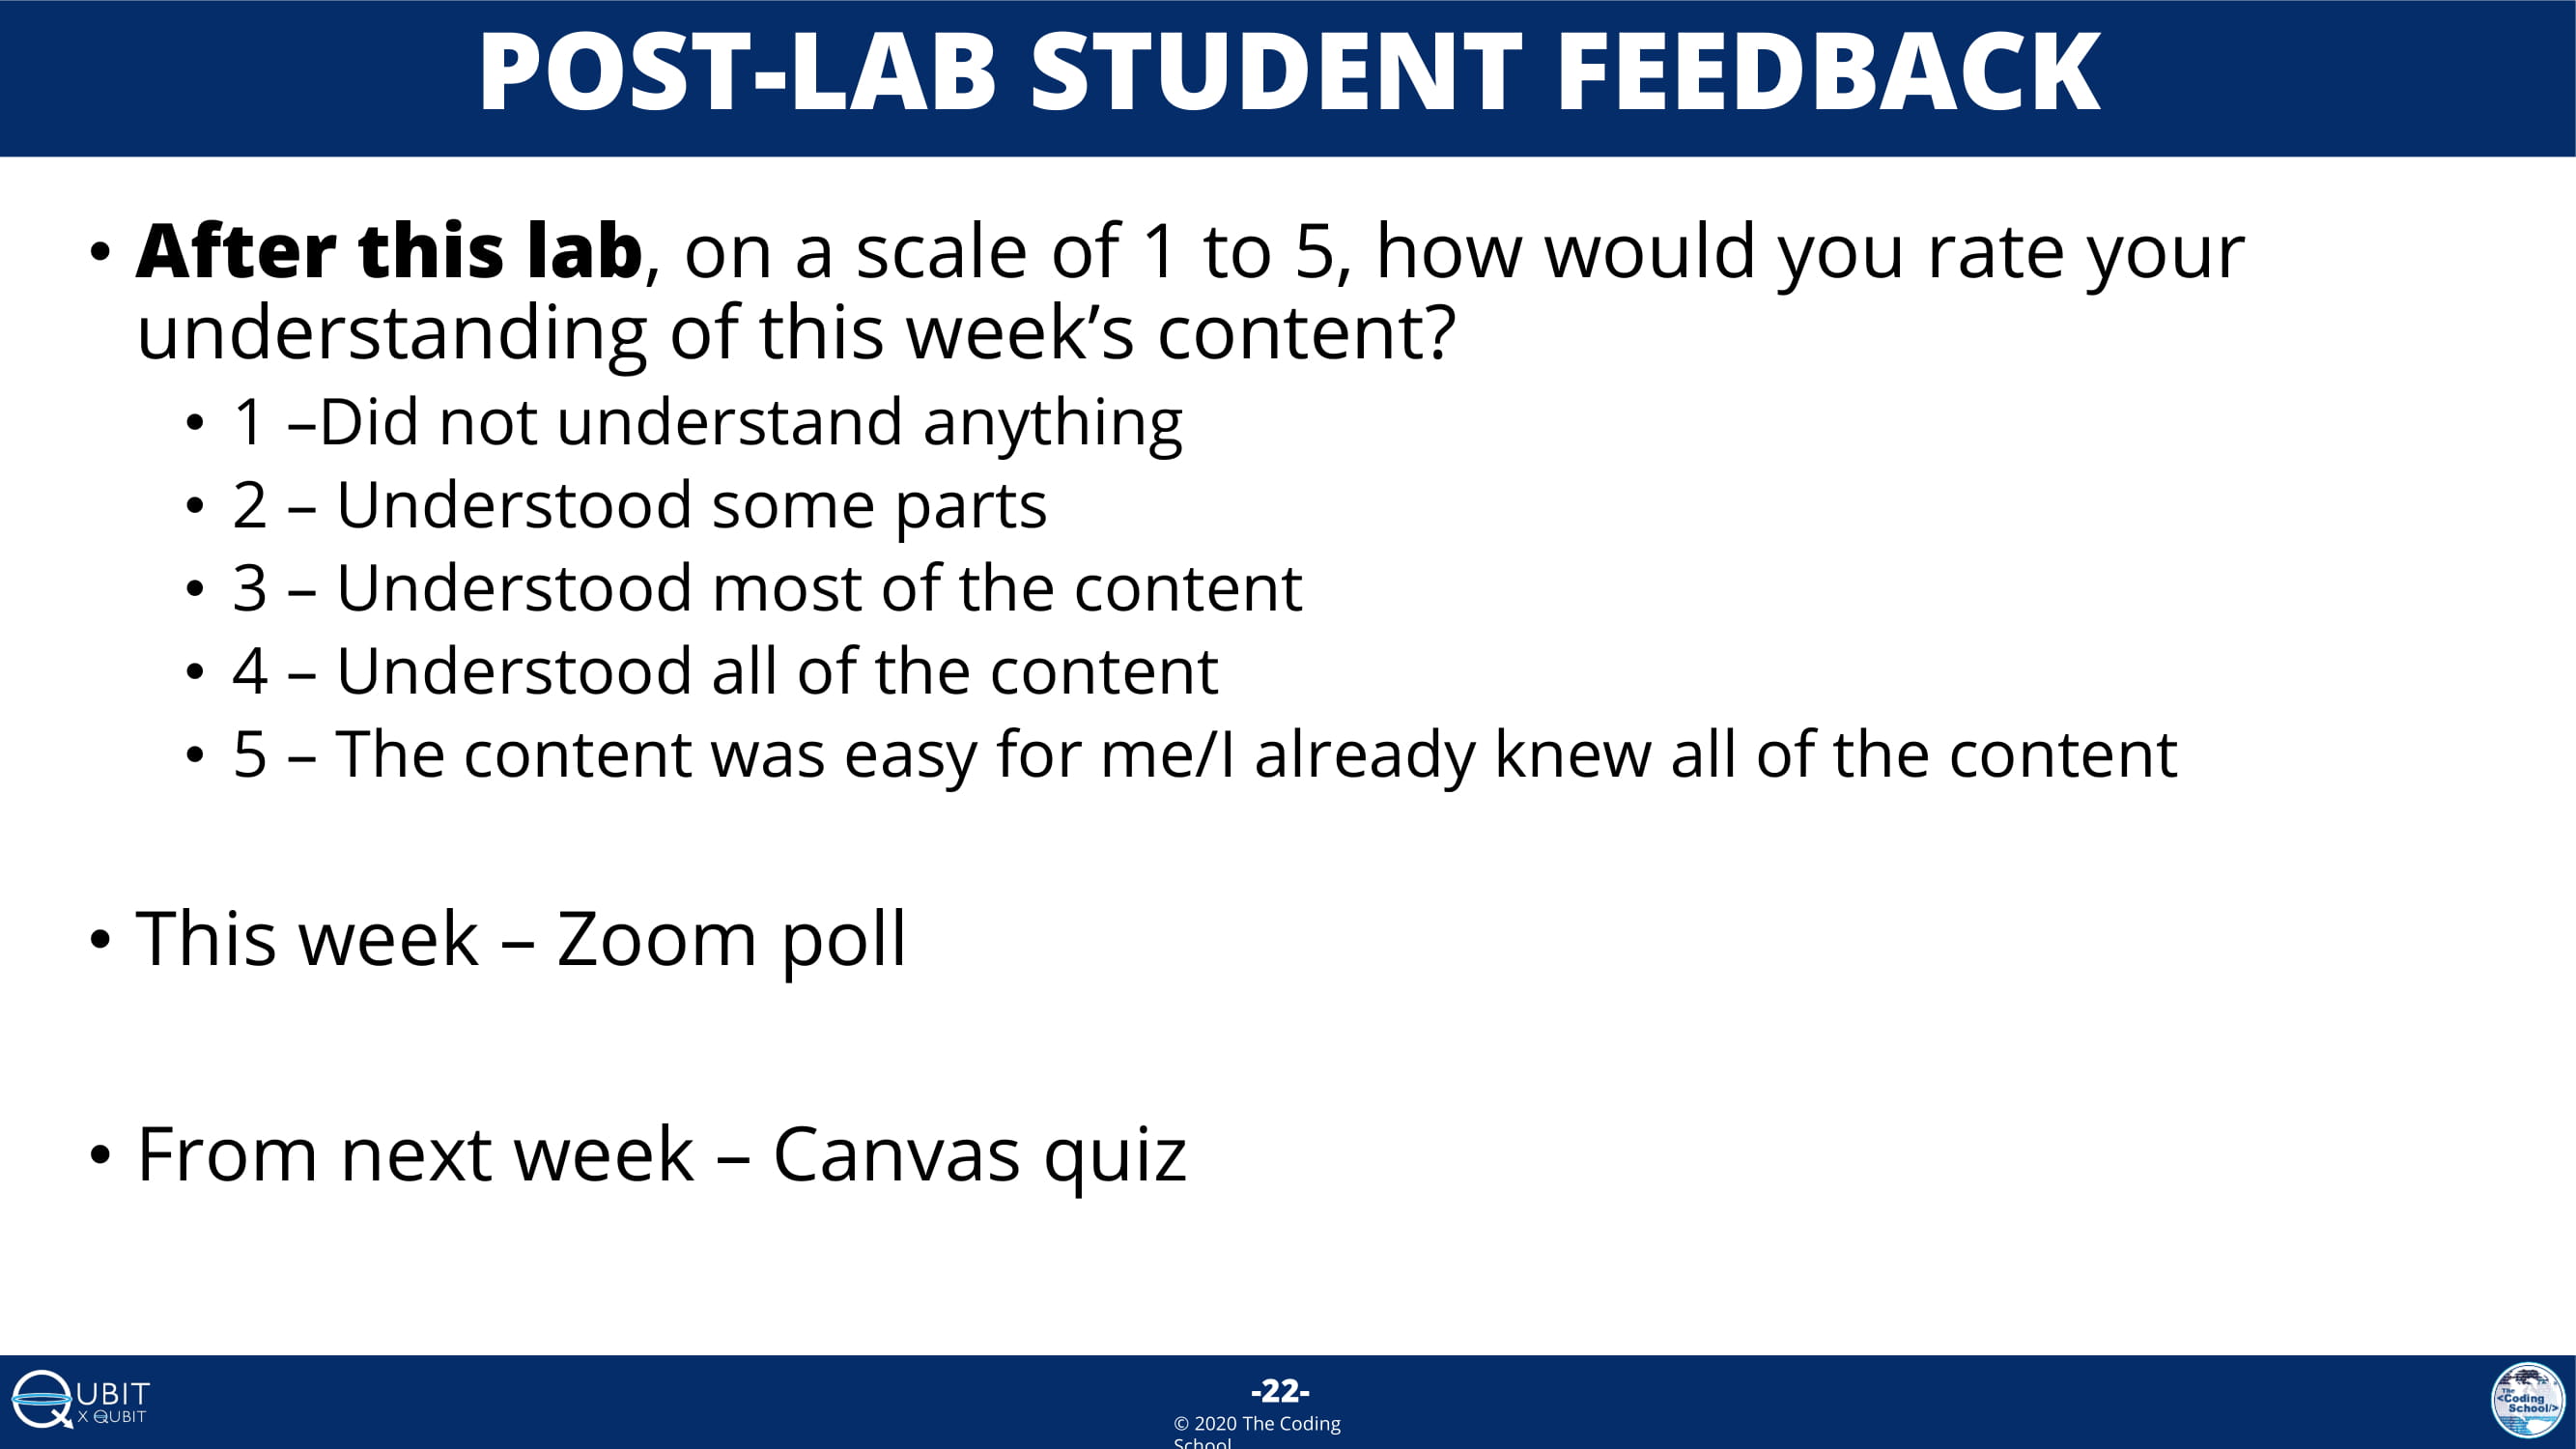 POST-LAB STUDENT FEEDBACK
• After this lab, on a scale of 1 to 5, how would you rate your
understanding of this week’s content?
• 1 –Did not understand anything
• 2 – Understood some parts
• 3 – Understood most of the content
• 4 – Understood all of the content
• 5 – The content was easy for me/I already knew all of the content
• This week – Zoom poll
• From next week – Canvas quiz
QUBIT
X QUBIT
-22-
© 2020 The Coding
School
The
<Coding
School/>